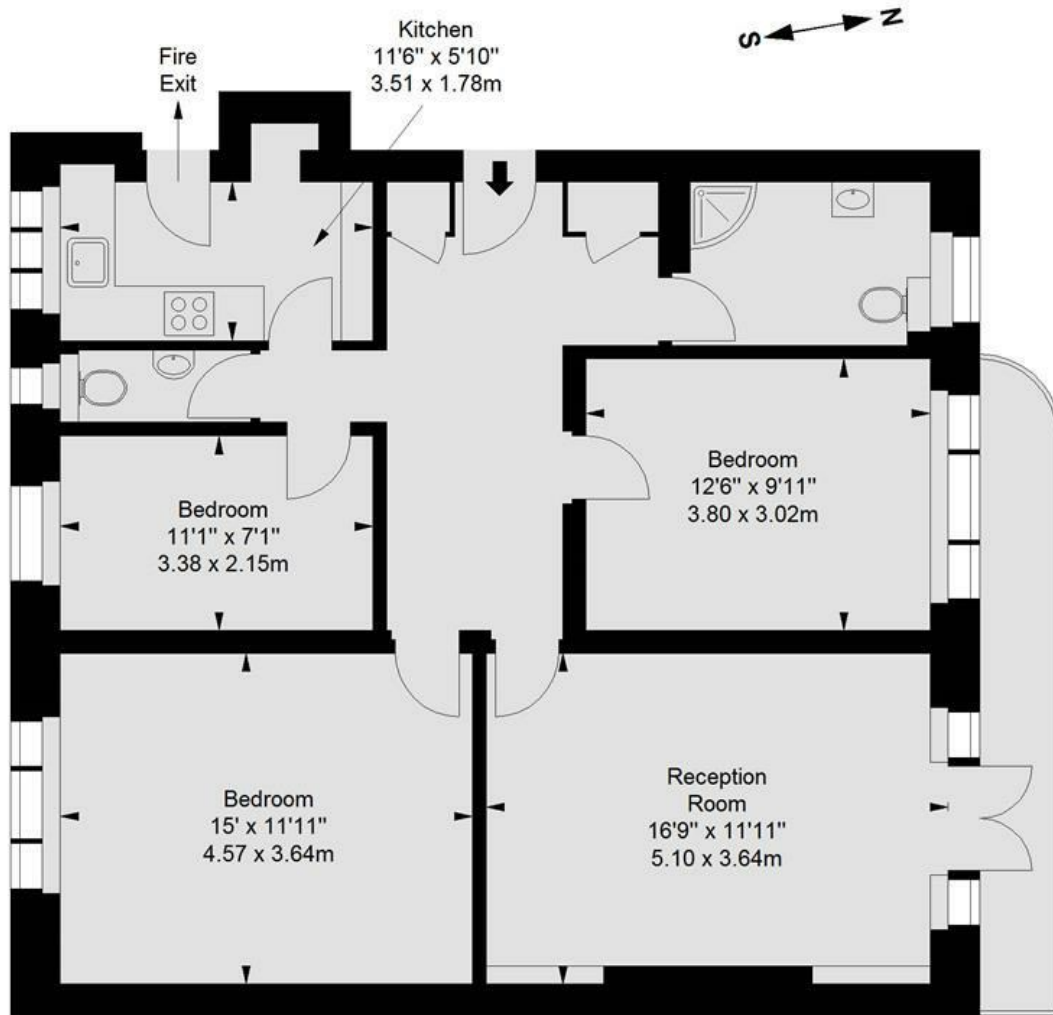 Kitchen
11'6" x 5'10"
3.51 x 1.78m
Fire
Exit
S
N
Bedroom
12'6" x 9'11"
3.80 x 3.02m
Bedroom
11'1" x 7'1"
3.38 x 2.15m
Bedroom
15' x 11'11"
4.57 x 3.64m
Reception
Room
16'9" x 11'11"
5.10 x 3.64m